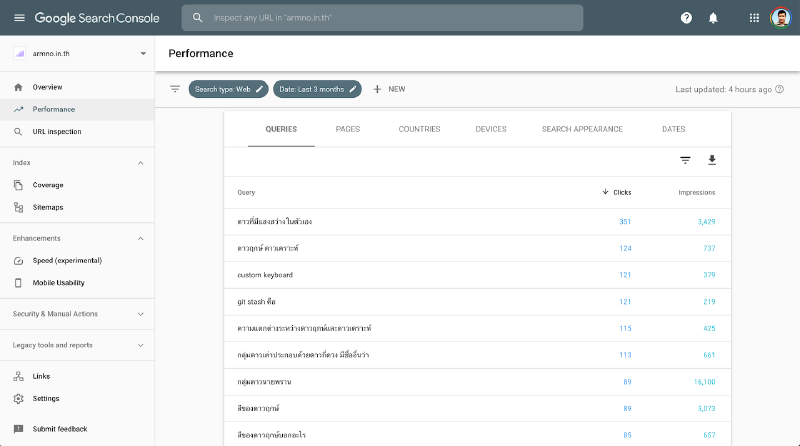 Google Search Console
Inspect any URL in "armno.in.th"
armno.in.th
Overview
Performance
URL inspection
Index
Coverage
Sitemaps
Enhancements
Speed (experimental)
Mobile Usability
Security & Manual Actions
Legacy tools and reports
Links
Settings
Submit feedback
Performance
Search type: Web
Date: Last 3 months
NEW
Last updated: 4 hours ago
QUERIES PAGES COUNTRIES DEVICES SEARCH APPEARANCE DATES
Query Clicks Impressions
ดาวที่มีแสงสว่าง ในตัวเอง 351 3,429
ดาวฤกษ์ ดาวเคราะห์ 124 737
custom keyboard 121 379
git stash คือ 121 219
ความแตกต่างระหว่างดาวฤกษ์และดาวเคราะห์ 115 425
กลุ่มดาวเต่าประกอบด้วยดาวกี่ดวง มีชื่ออื่นว่า 113 661
กลุ่มดาวนายพราน 89 16,100
สีของดาวฤกษ์ 89 3,073
สีของดาวฤกษ์บอกอะไร 85 657